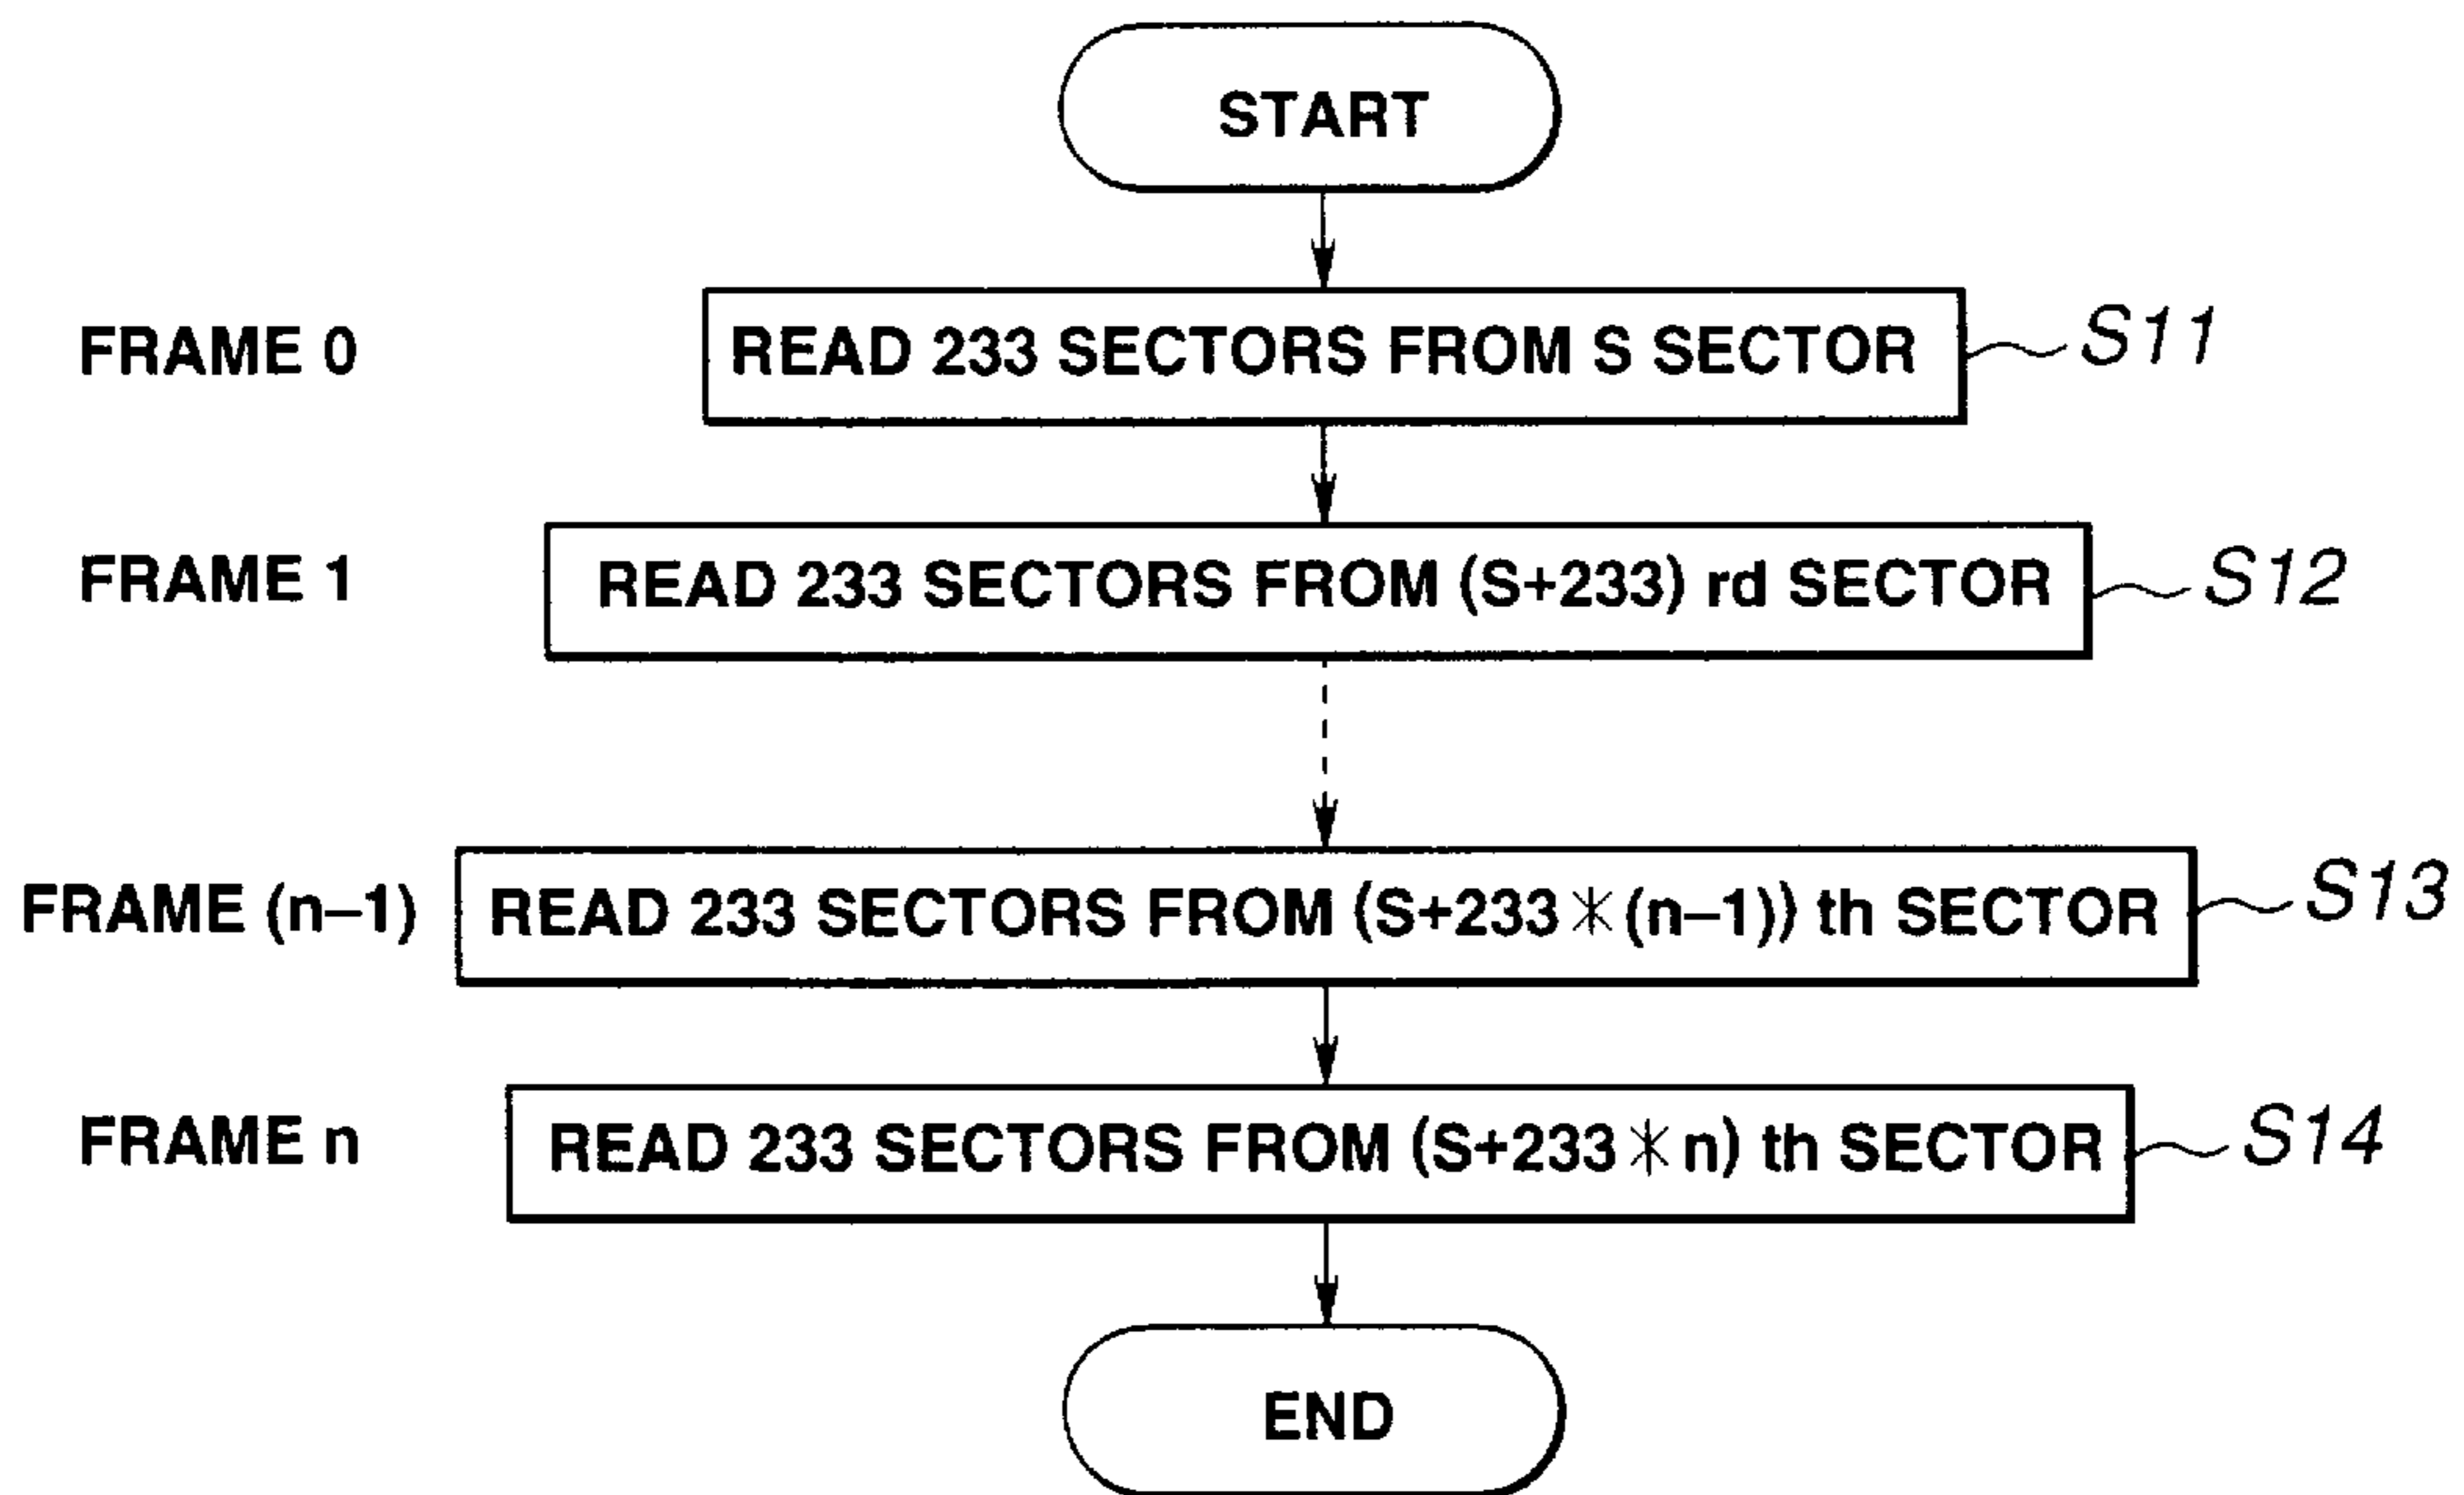 START
FRAME 0 READ 233 SECTORS FROM S SECTOR S11
FRAME 1 READ 233 SECTORS FROM (S+233) rd SECTOR S12
FRAME (n–1) READ 233 SECTORS FROM (S+233＊(n–1)) th SECTOR S13
FRAME n READ 233 SECTORS FROM (S+233＊n) th SECTOR S14
END